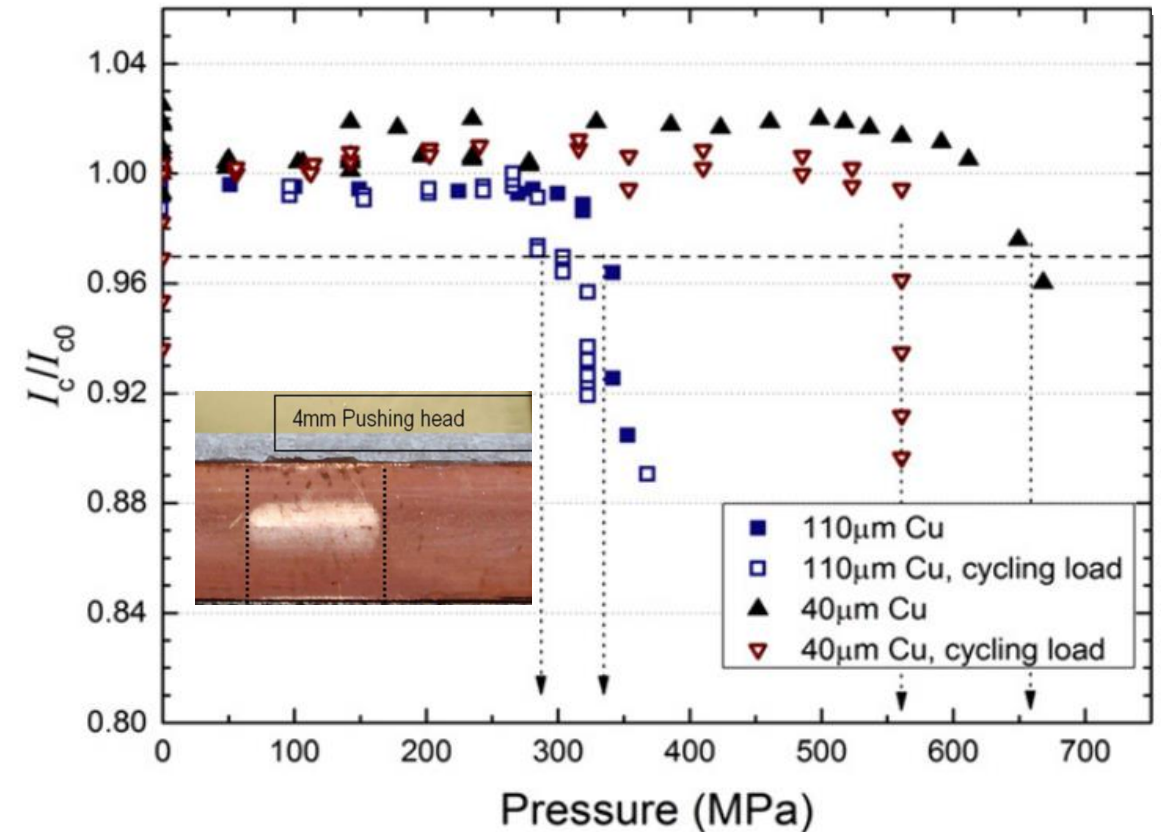 1.04
1.00
0.96
0.92
0.88
0.84
0.80
I_c/I_c0
4mm Pushing head
110μm Cu
110μm Cu, cycling load
40μm Cu
40μm Cu, cycling load
0 100 200 300 400 500 600 700
Pressure (MPa)